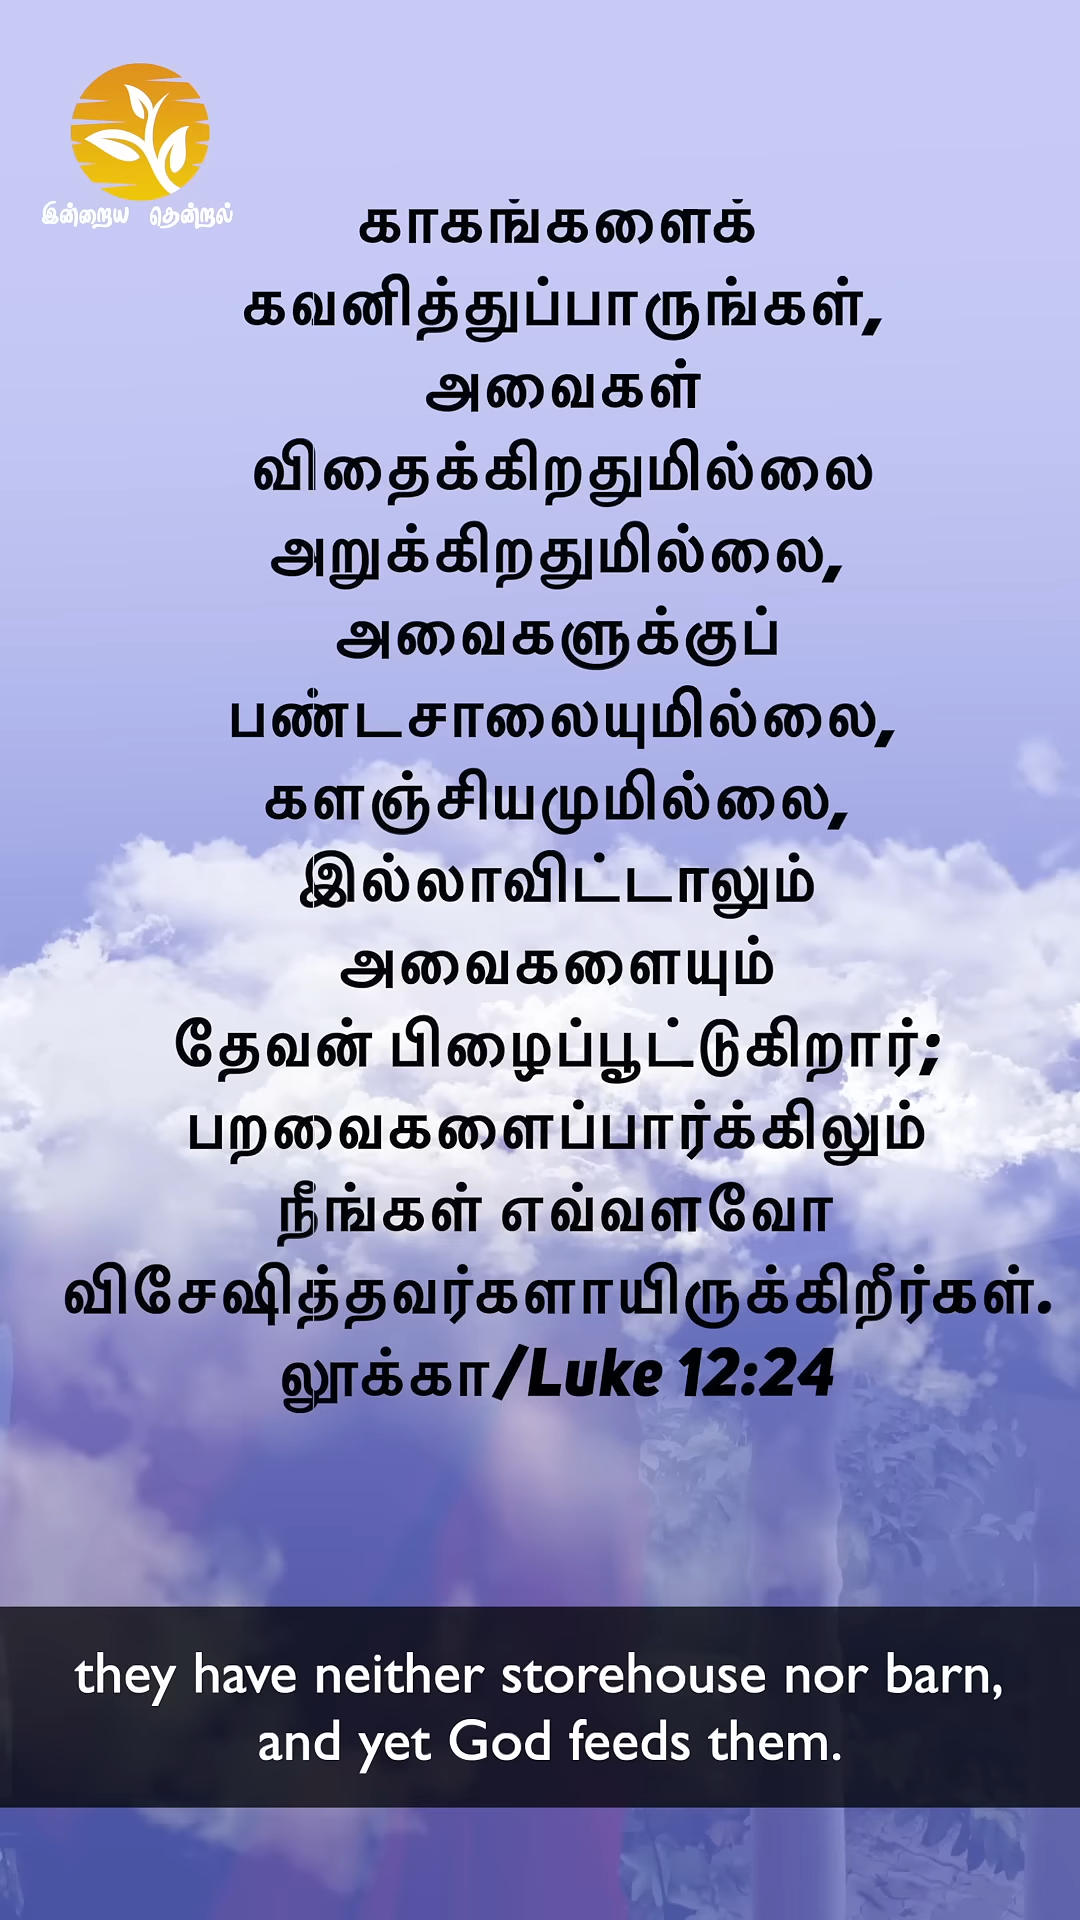 இன்றைய தென்றல்
காகங்களைக்
கவனித்துப்பாருங்கள்,
அவைகள்
விதைக்கிறதுமில்லை
அறுக்கிறதுமில்லை,
அவைகளுக்குப்
பண்டசாலையுமில்லை,
களஞ்சியமுமில்லை,
இல்லாவிட்டாலும்
அவைகளையும்
தேவன் பிழைப்பூட்டுகிறார்;
பறவைகளைப்பார்க்கிலும்
நீங்கள் எவ்வளவோ
விசேஷித்தவர்களாயிருக்கிறீர்கள்.
லூக்கா/Luke 12:24
they have neither storehouse nor barn,
and yet God feeds them.